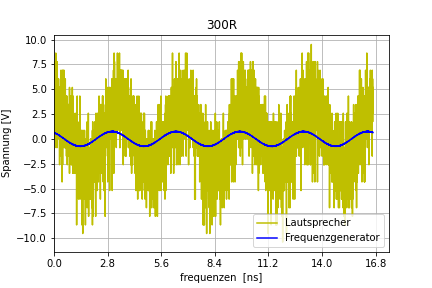 300R
10.0
7.5
5.0
2.5
0.0
−2.5
−5.0
−7.5
−10.0
Spannung [V]
0.0 2.8 5.6 8.4 11.2 14.0 16.8
frequenzen [ns]
Lautsprecher
Frequenzgenerator